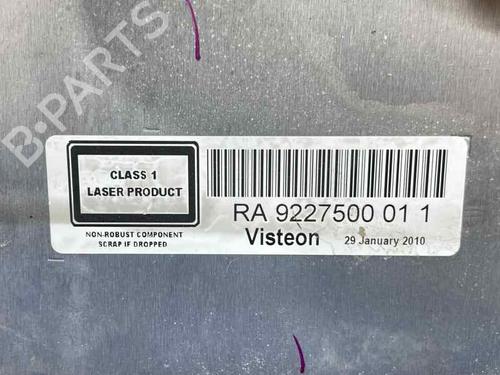 B-PARTS
CLASS 1
LASER PRODUCT
NON-ROBUST COMPONENT
SCRAP IF DROPPED
RA 9227500 01 1
Visteon 29 January 2010